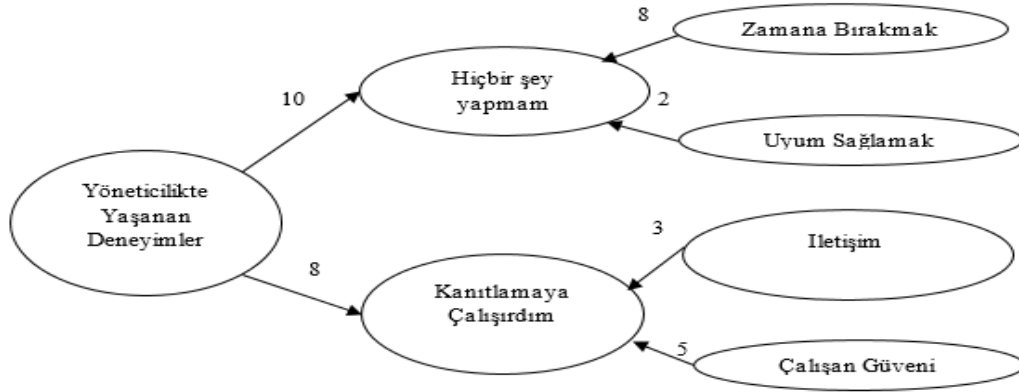 8
Zamana Bırakmak
Hiçbir şey
yapmam
10
2
Uyum Sağlamak
Yöneticilikte
Yaşanan
Deneyimler
3
Iletişim
8
Kanıtlamaya
Çalışırdım
5
Çalışan Güveni